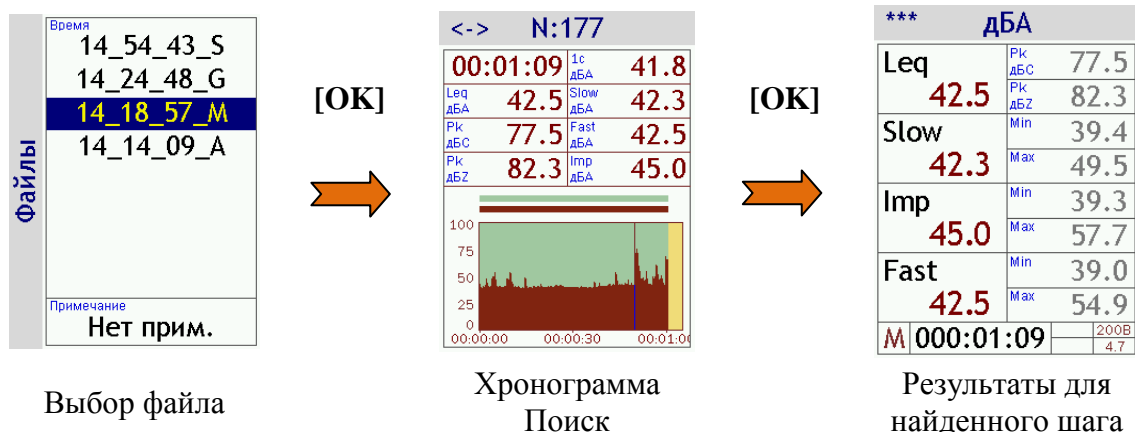 Файлы
Время
14_54_43_S
14_24_48_G
14_18_57_M
14_14_09_A
Примечание
Нет прим.
Выбор файла
[OK]
<-> N:177
00:01:09 1с дБА 41.8
Leq дБА 42.5 Slow дБА 42.3
Pk дБС 77.5 Fast дБА 42.5
Pk дБZ 82.3 Imp дБА 45.0
100
75
50
25
0
00:00:00 00:00:30 00:01:00
Хронограмма
Поиск
[OK]
*** дБА
Leq 42.5 Pk дБС 77.5
Pk дБZ 82.3
Slow 42.3 Min 39.4
Max 49.5
Imp 45.0 Min 39.3
Max 57.7
Fast 42.5 Min 39.0
Max 54.9
M 000:01:09 200В
4.7
Результаты для
найденного шага